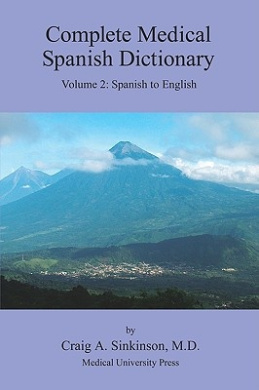 Complete Medical
Spanish Dictionary
Volume 2: Spanish to English
by
Craig A. Sinkinson, M.D.
Medical University Press